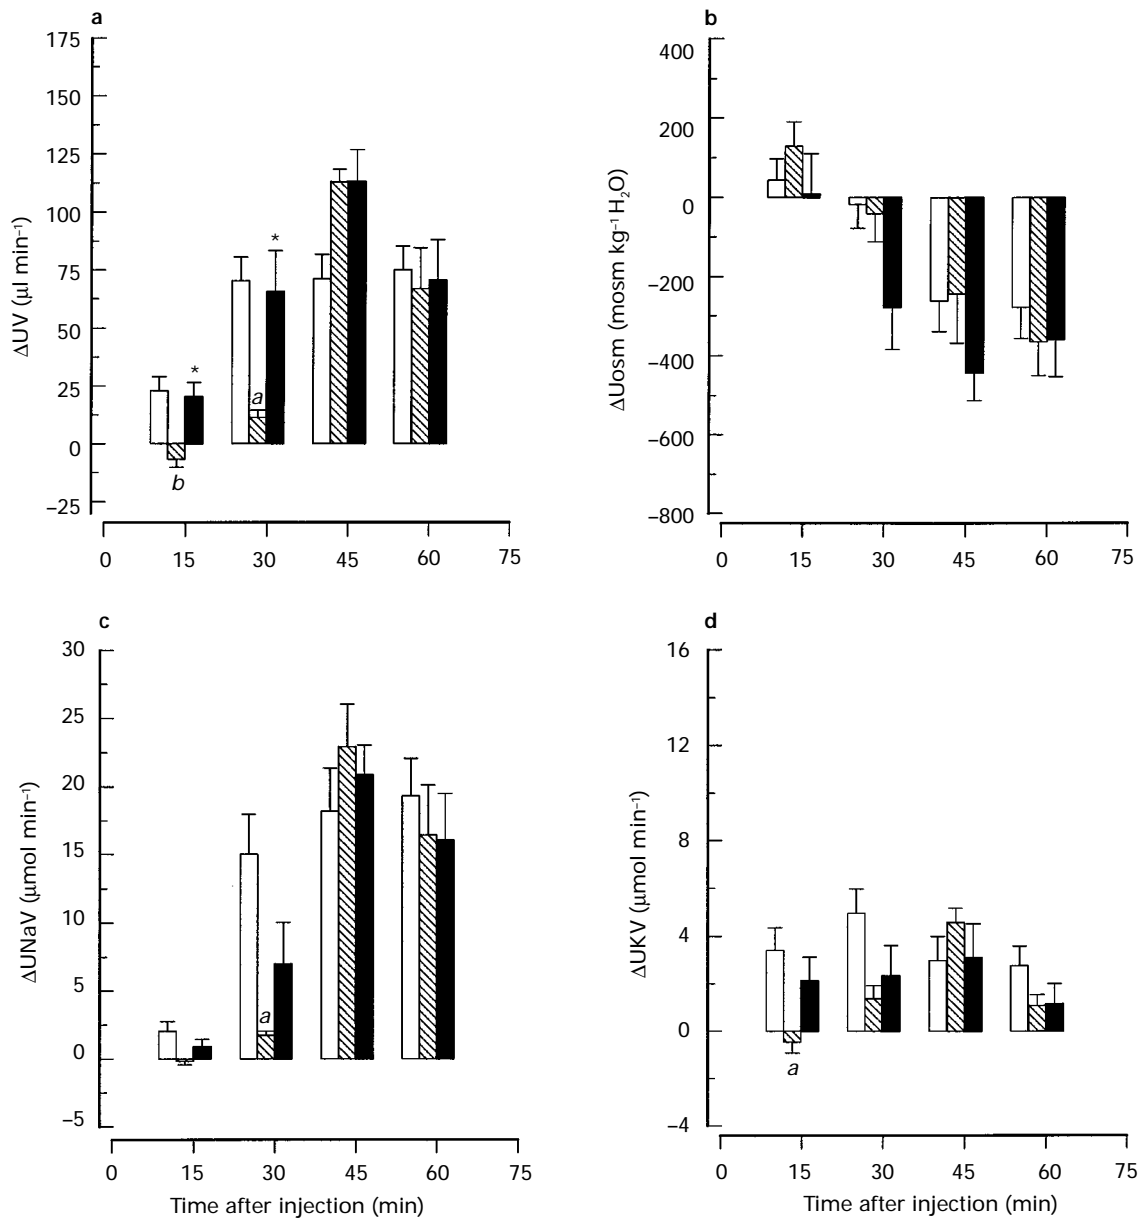 a
175
150
125
100
75
50
25
0
−25
ΔUV (μl min⁻¹)
*
*
a
b
0 15 30 45 60 75
b
400
200
0
−200
−400
−600
−800
ΔUosm (mosm kg⁻¹ H₂O)
0 15 30 45 60 75
c
30
25
20
15
10
5
0
−5
ΔUNaV (μmol min⁻¹)
a
0 15 30 45 60 75
Time after injection (min)
d
16
12
8
4
0
−4
ΔUKV (μmol min⁻¹)
a
0 15 30 45 60 75
Time after injection (min)